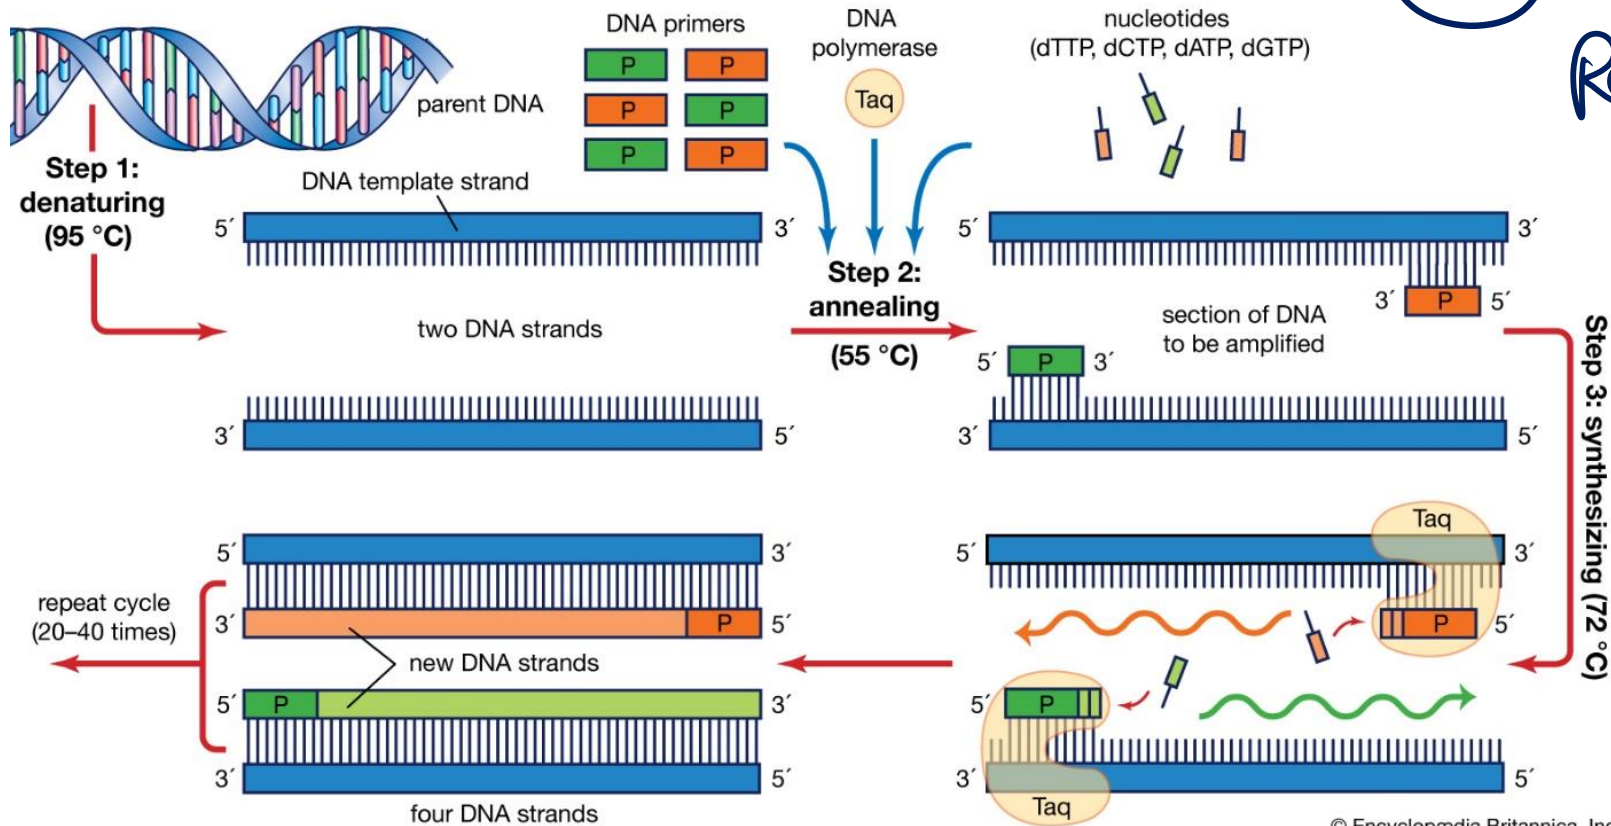 DNA primers
P
P
P
P
P
P
DNA
polymerase
Taq
nucleotides
(dTTP, dCTP, dATP, dGTP)
parent DNA
Step 1:
denaturing
(95 °C)
DNA template strand
5′
3′
two DNA strands
3′
5′
Step 2:
annealing
(55 °C)
5′
3′
3′
P
5′
section of DNA
to be amplified
5′
P
3′
3′
5′
Step 3: synthesizing (72 °C)
Taq
5′
3′
P
5′
5′
P
3′
5′
Taq
5′
3′
3′
P
5′
new DNA strands
5′
P
3′
3′
5′
four DNA strands
repeat cycle
(20–40 times)
© Encyclopædia Britannica, Inc